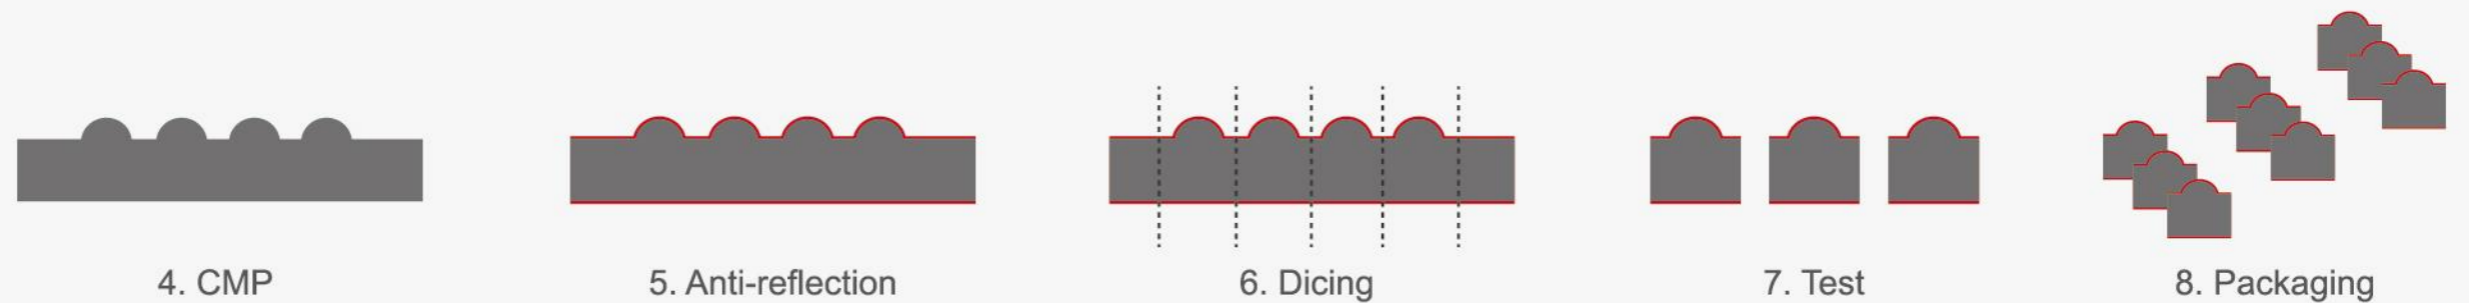 4. CMP
5. Anti-reflection
6. Dicing
7. Test
8. Packaging